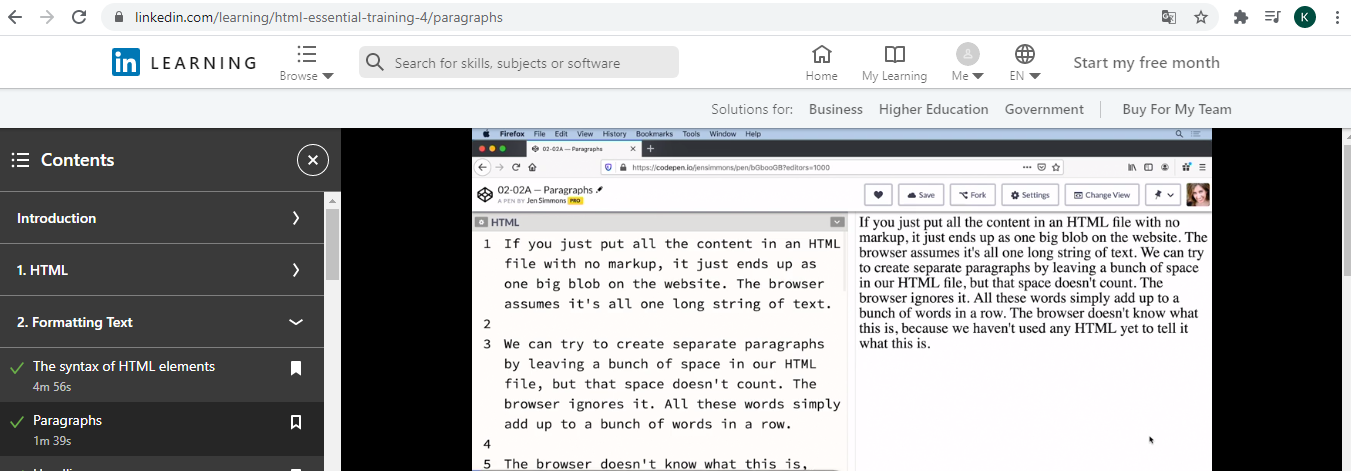 linkedin.com/learning/html-essential-training-4/paragraphs
K
in LEARNING
Browse
Search for skills, subjects or software
Home
My Learning
Me
EN
Start my free month
Solutions for: Business Higher Education Government Buy For My Team
Contents
Introduction
1. HTML
2. Formatting Text
The syntax of HTML elements
4m 56s
Paragraphs
1m 39s
Firefox File Edit View History Bookmarks Tools Window Help
02-02A — Paragraphs
https://codepen.io/jensimmons/pen/bGbooGB?editors=1000
02-02A — Paragraphs
A PEN BY Jen Simmons PRO
Save
Fork
Settings
Change View
HTML
1 If you just put all the content in an HTML
file with no markup, it just ends up as
one big blob on the website. The browser
assumes it's all one long string of text.
2
3 We can try to create separate paragraphs
by leaving a bunch of space in our HTML
file, but that space doesn't count. The
browser ignores it. All these words simply
add up to a bunch of words in a row.
4
5 The browser doesn't know what this is,
If you just put all the content in an HTML file with no
markup, it just ends up as one big blob on the website. The
browser assumes it's all one long string of text. We can try
to create separate paragraphs by leaving a bunch of space
in our HTML file, but that space doesn't count. The
browser ignores it. All these words simply add up to a
bunch of words in a row. The browser doesn't know what
this is, because we haven't used any HTML yet to tell it
what this is.